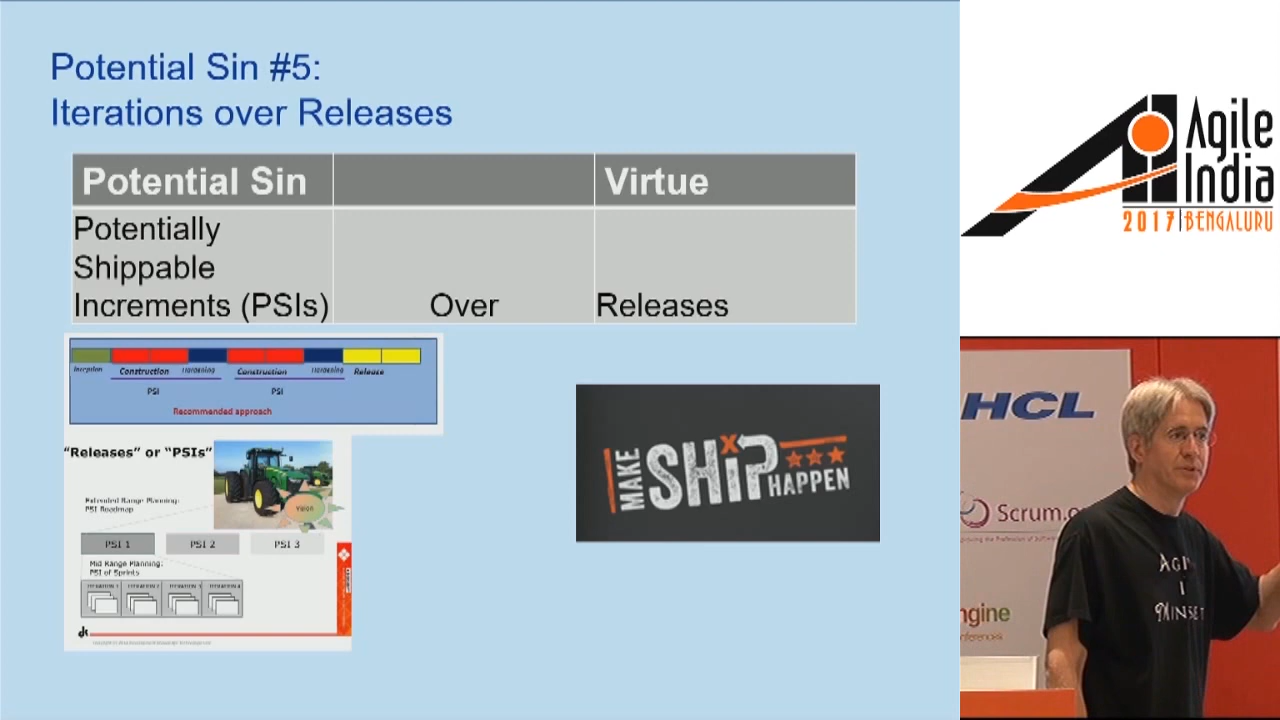 Potential Sin #5:
Iterations over Releases
Potential Sin
Virtue
Potentially
Shippable
Increments (PSIs)
Over
Releases
Inception
Construction
Hardening
Construction
Hardening
Release
PSI
PSI
Recommended approach
"Releases" or "PSIs"
Extended Range Planning:
PSI Roadmap
Vision
PSI 1
PSI 2
PSI 3
Mid Range Planning:
PSI of Sprints
ITERATION 1
ITERATION 2
ITERATION 3
ITERATION 4
MAKE
SHiP
HAPPEN
Agile
India
2017 | BENGALURU
HCL
Scrum.o
ngine
onferences